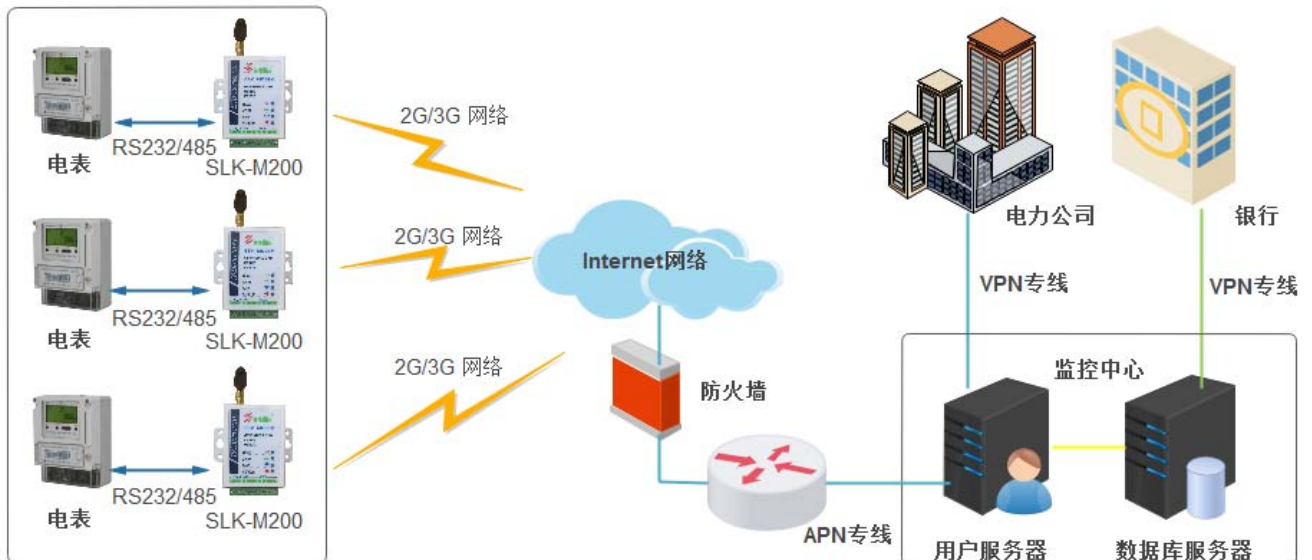 RS232/485
电表
SLK-M200
2G/3G 网络
RS232/485
电表
SLK-M200
2G/3G 网络
RS232/485
电表
SLK-M200
2G/3G 网络
Internet网络
防火墙
APN专线
电力公司
银行
VPN专线
VPN专线
监控中心
用户服务器
数据库服务器